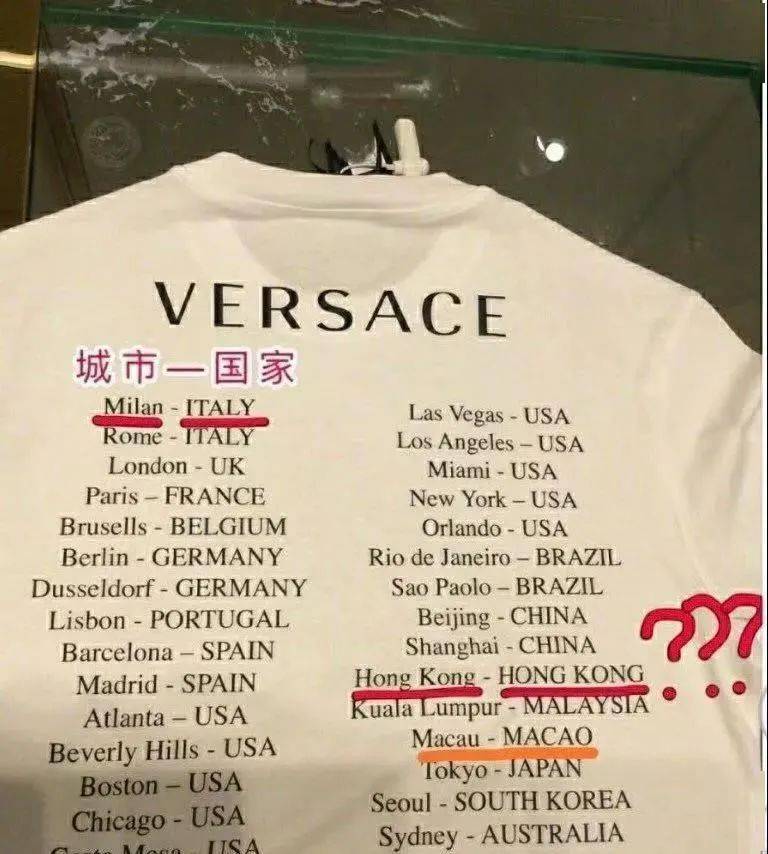 VERSACE
城市—国家
Milan - ITALY
Rome - ITALY
London - UK
Paris – FRANCE
Brusells - BELGIUM
Berlin - GERMANY
Dusseldorf - GERMANY
Lisbon - PORTUGAL
Barcelona – SPAIN
Madrid - SPAIN
Atlanta – USA
Beverly Hills - USA
Boston – USA
Chicago - USA
Costa Mesa - USA
Las Vegas - USA
Los Angeles – USA
Miami - USA
New York – USA
Orlando - USA
Rio de Janeiro – BRAZIL
Sao Paolo – BRAZIL
Beijing - CHINA
Shanghai - CHINA
Hong Kong - HONG KONG
???
Kuala Lumpur - MALAYSIA
Macau - MACAO
Tokyo - JAPAN
Seoul - SOUTH KOREA
Sydney - AUSTRALIA